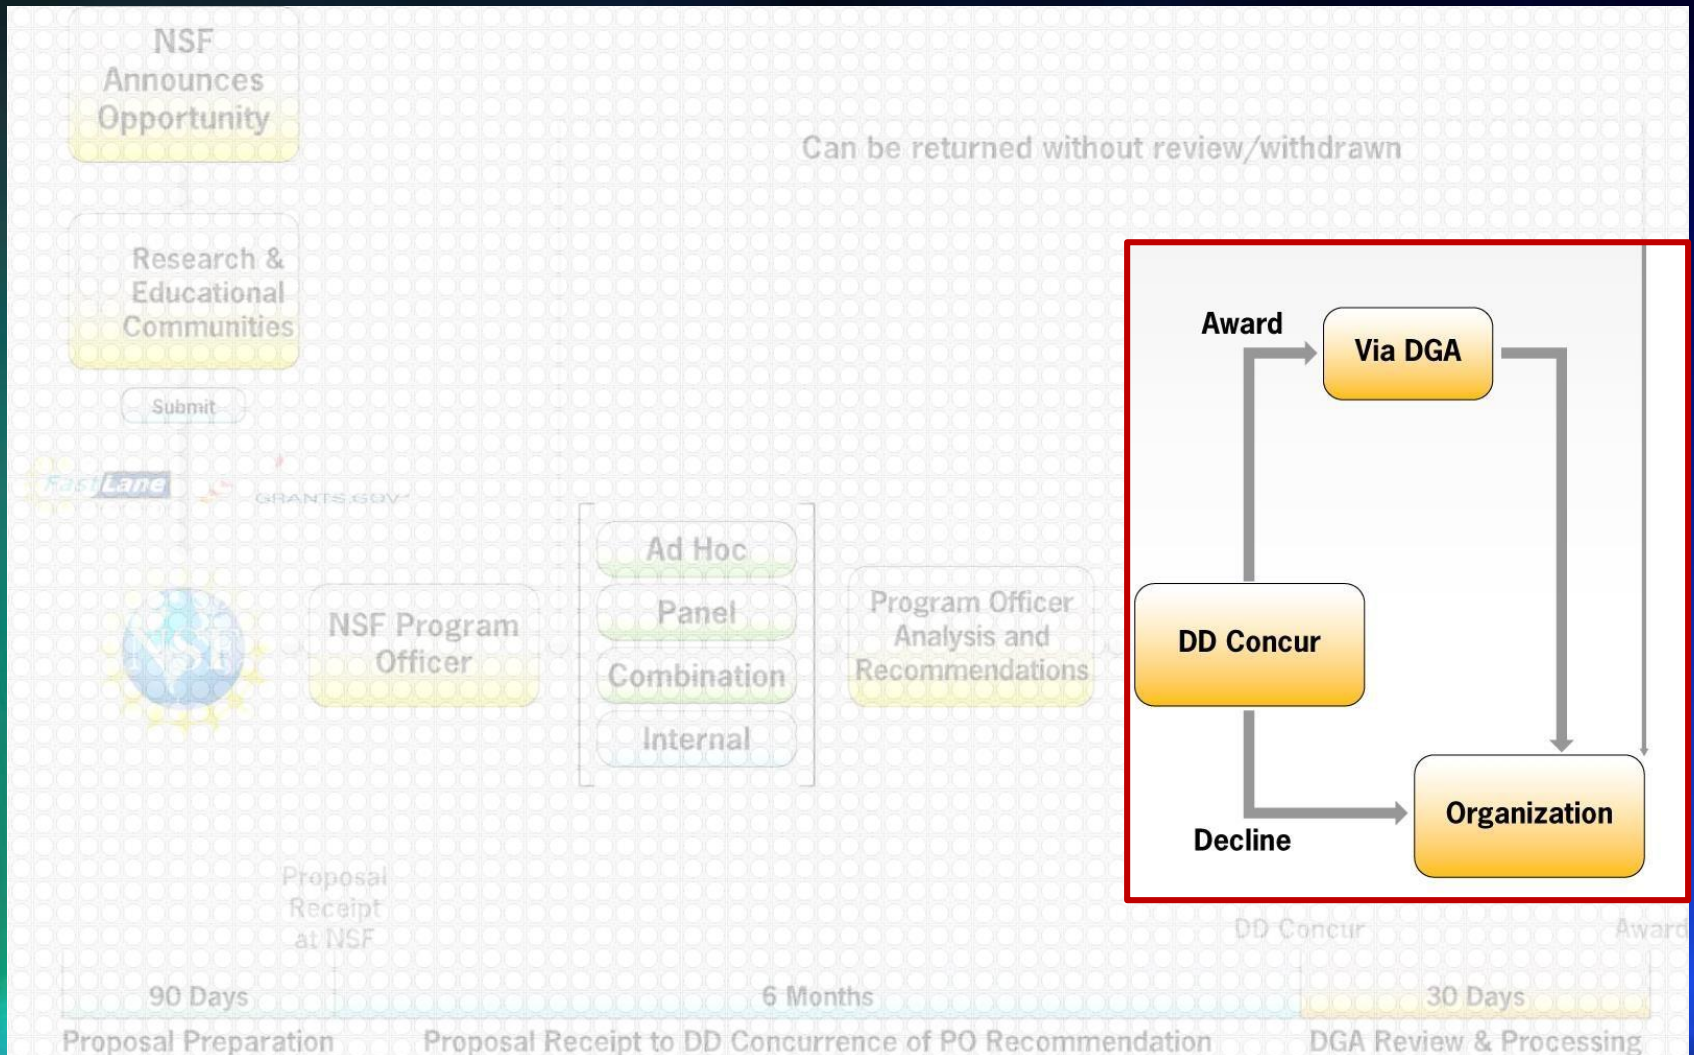 NSF
Announces
Opportunity
Can be returned without review/withdrawn
Research &
Educational
Communities
Submit
FastLane
GRANTS.GOV
Award
Via DGA
NSF
NSF Program
Officer
Ad Hoc
Panel
Combination
Internal
Program Officer
Analysis and
Recommendations
DD Concur
Organization
Decline
Proposal
Receipt
at NSF
DD Concur
Award
90 Days
6 Months
30 Days
Proposal Preparation
Proposal Receipt to DD Concurrence of PO Recommendation
DGA Review & Processing